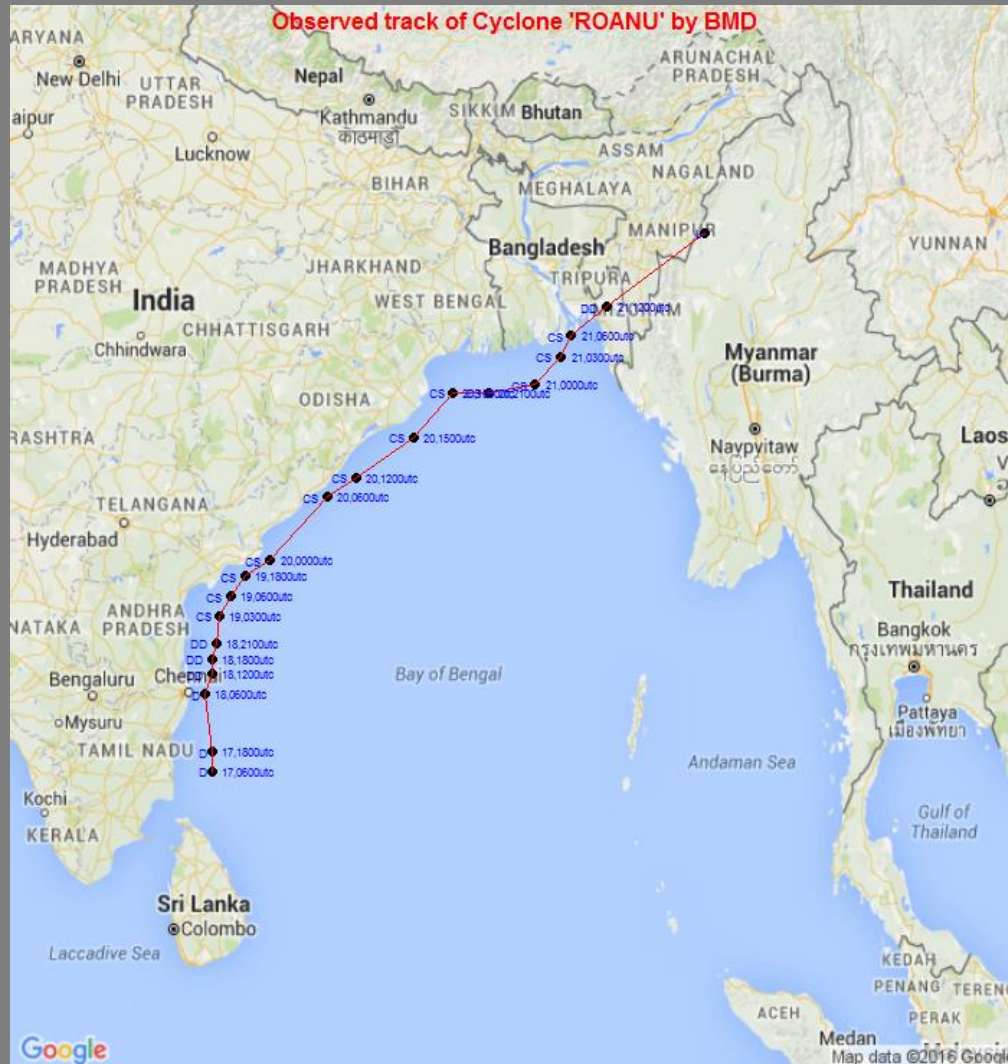 Observed track of Cyclone 'ROANU' by BMD
ARYANA
New Delhi
UTTAR
PRADESH
Nepal
Kathmandu
काठमाडौं
SIKKIM
Bhutan
ARUNACHAL
PRADESH
aipur
Lucknow
ASSAM
NAGALAND
BIHAR
MEGHALAYA
MANIPUR
YUNNAN
Bangladesh
TRIPURA
JHARKHAND
MADHYA
PRADESH
India
WEST BENGAL
DD 21,1200utc
CHHATTISGARH
CS 21,0600utc
Chhindwara
CS 21,0300utc
Myanmar
(Burma)
CS 21,0000utc
CS
2100utc
ODISHA
RASHTRA
CS 20,1500utc
Naypyitaw
နေပြည်တော်
Laos
CS 20,1200utc
CS 20,0600utc
TELANGANA
Hyderabad
CS 20,0000utc
CS 19,1800utc
CS 19,0600utc
Thailand
ANDHRA
PRADESH
CS 19,0300utc
NATAKA
Bangkok
กรุงเทพมหานคร
DD 18,2100utc
DD 18,1800utc
Bengaluru
DD 18,1200utc
Bay of Bengal
D 18,0600utc
Pattaya
เมืองพัทยา
Mysuru
TAMIL NADU
D 17,1800utc
D 17,0600utc
Andaman Sea
Kochi
KERALA
Gulf of
Thailand
Sri Lanka
Colombo
Laccadive Sea
KEDAH
PENANG
TERENG
ACEH
PERAK
Medan
Google
Map data ©2016 Google